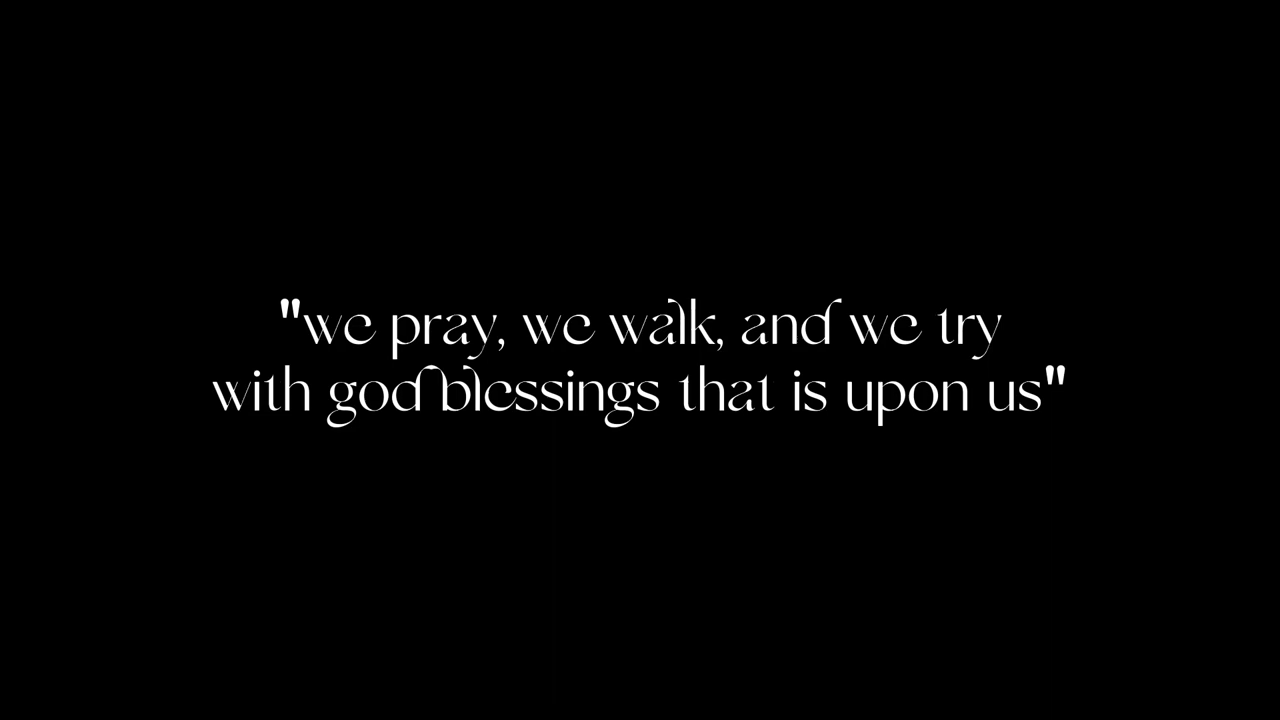 "we pray, we walk, and we try
with god blessings that is upon us"